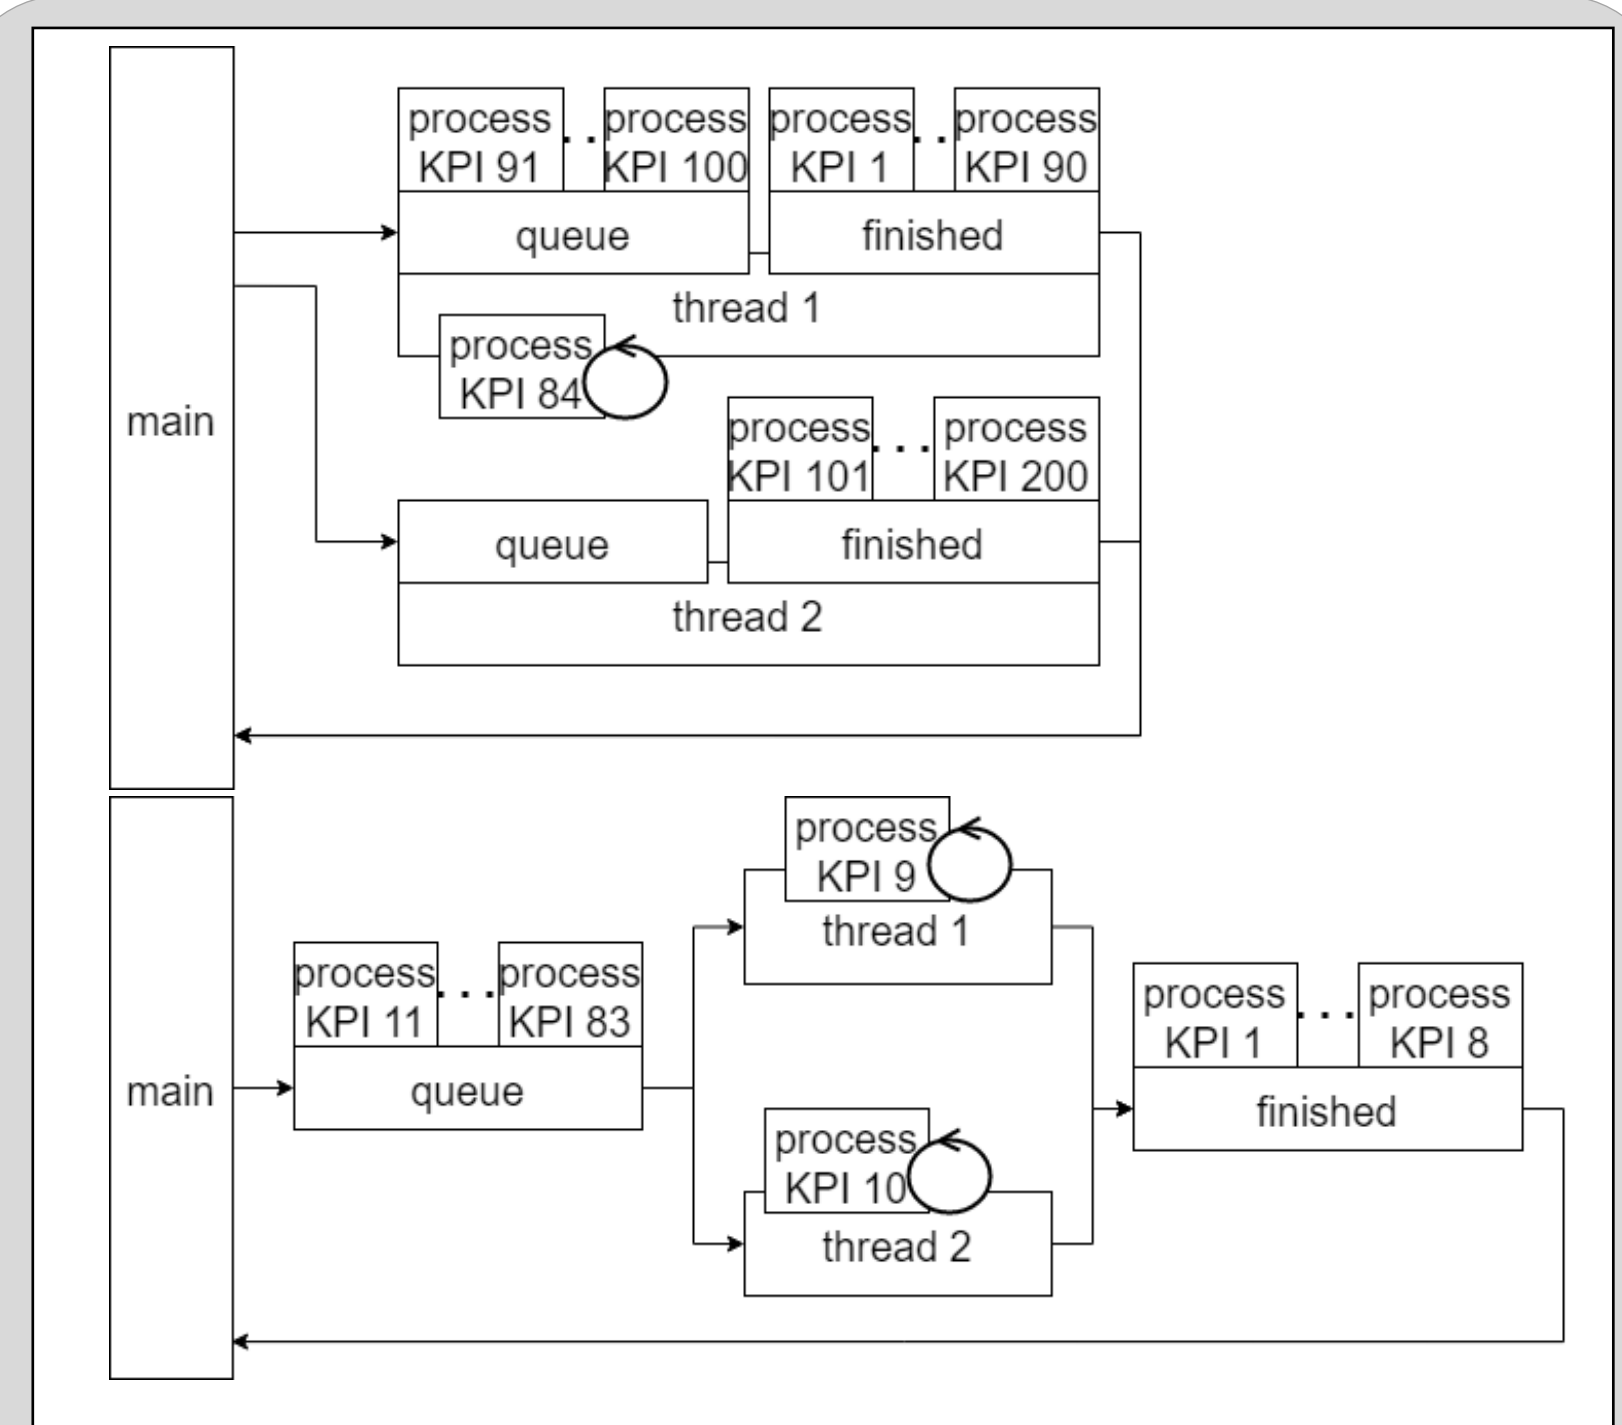 main
process
KPI 91
. .
process
KPI 100
process
KPI 1
. .
process
KPI 90
queue
finished
thread 1
process
KPI 84
process
KPI 101
. . .
process
KPI 200
queue
finished
thread 2
main
process
KPI 11
. . .
process
KPI 83
queue
process
KPI 9
thread 1
process
KPI 10
thread 2
process
KPI 1
. . .
process
KPI 8
finished